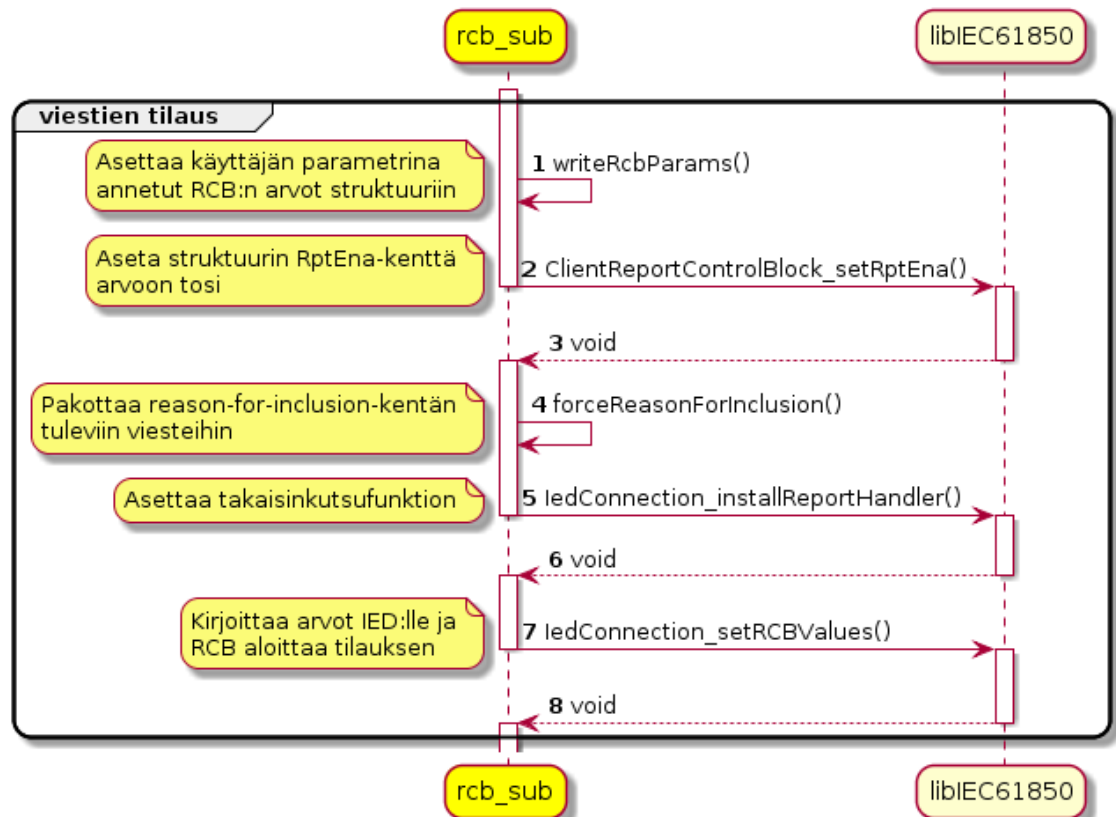 rcb_sub
libIEC61850
viestien tilaus
Asettaa käyttäjän parametrina
annetut RCB:n arvot struktuuriin
1 writeRcbParams()
Aseta struktuurin RptEna-kenttä
arvoon tosi
2 ClientReportControlBlock_setRptEna()
3 void
Pakottaa reason-for-inclusion-kentän
tuleviin viesteihin
4 forceReasonForInclusion()
Asettaa takaisinkutsufunktion
5 IedConnection_installReportHandler()
6 void
Kirjoittaa arvot IED:lle ja
RCB aloittaa tilauksen
7 IedConnection_setRCBValues()
8 void
rcb_sub
libIEC61850